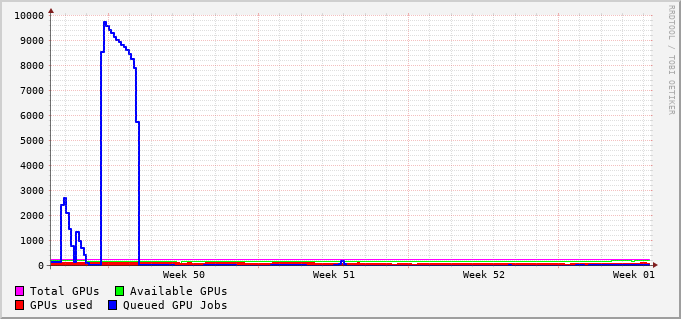 10000
9000
8000
7000
6000
5000
4000
3000
2000
1000
0
Week 50 Week 51 Week 52 Week 01
Total GPUs Available GPUs
GPUs used Queued GPU Jobs
RRDTOOL / TOBI OETIKER